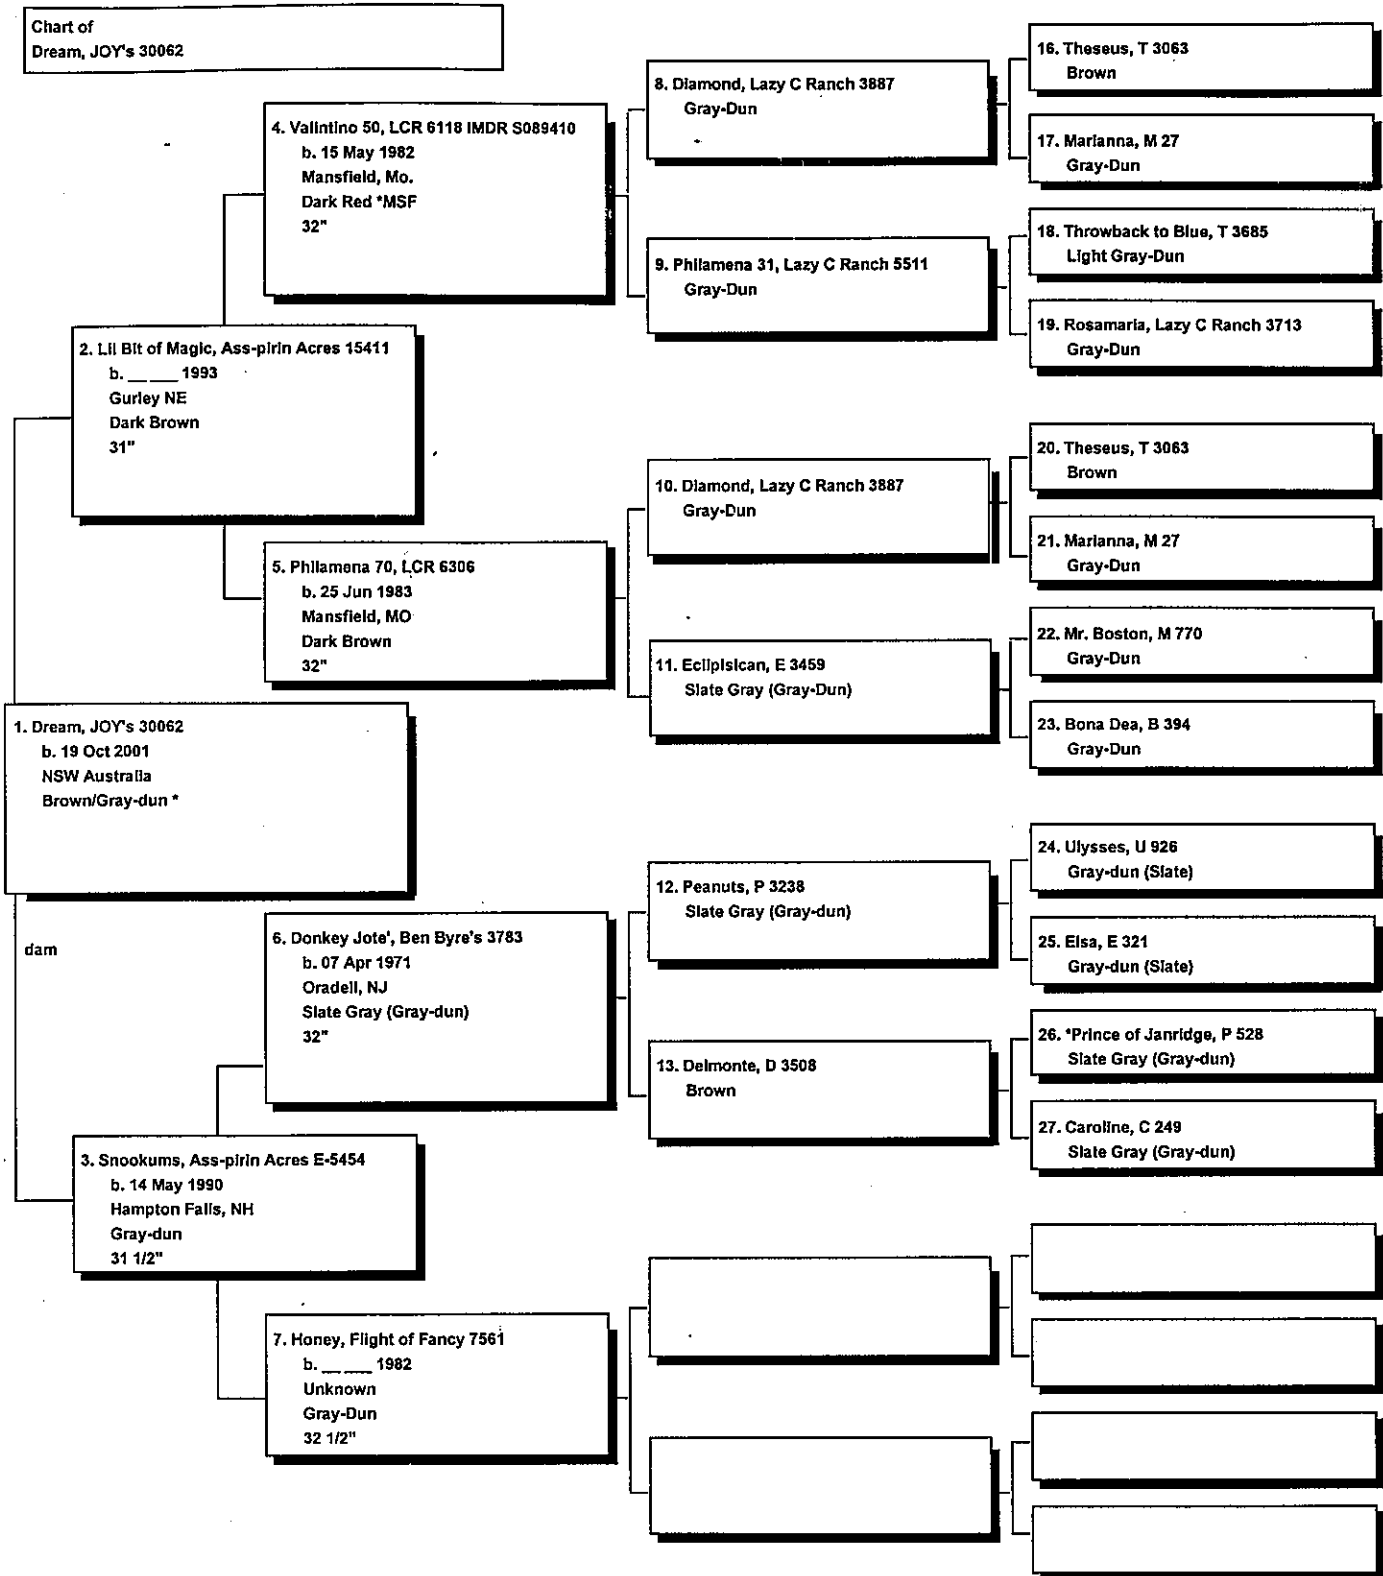 Chart of
Dream, JOY's 30062
1. Dream, JOY's 30062
b. 19 Oct 2001
NSW Australia
Brown/Gray-dun *
dam
2. Lil Bit of Magic, Ass-pirin Acres 15411
b. __ ___ 1993
Gurley NE
Dark Brown
31"
3. Snookums, Ass-pirin Acres E-5454
b. 14 May 1990
Hampton Falls, NH
Gray-dun
31 1/2"
4. Valintino 50, LCR 6118 IMDR S089410
b. 15 May 1982
Mansfield, Mo.
Dark Red *MSF
32"
5. Philamena 70, LCR 6306
b. 25 Jun 1983
Mansfield, MO
Dark Brown
32"
6. Donkey Jote', Ben Byre's 3783
b. 07 Apr 1971
Oradell, NJ
Slate Gray (Gray-dun)
32"
7. Honey, Flight of Fancy 7561
b. __ ___ 1982
Unknown
Gray-Dun
32 1/2"
8. Diamond, Lazy C Ranch 3887
Gray-Dun
9. Philamena 31, Lazy C Ranch 5511
Gray-Dun
10. Diamond, Lazy C Ranch 3887
Gray-Dun
11. Eclipisican, E 3459
Slate Gray (Gray-Dun)
12. Peanuts, P 3238
Slate Gray (Gray-dun)
13. Delmonte, D 3508
Brown
16. Theseus, T 3063
Brown
17. Marianna, M 27
Gray-Dun
18. Throwback to Blue, T 3685
Light Gray-Dun
19. Rosamaria, Lazy C Ranch 3713
Gray-Dun
20. Theseus, T 3063
Brown
21. Marianna, M 27
Gray-Dun
22. Mr. Boston, M 770
Gray-Dun
23. Bona Dea, B 394
Gray-Dun
24. Ulysses, U 926
Gray-dun (Slate)
25. Elsa, E 321
Gray-dun (Slate)
26. *Prince of Janridge, P 528
Slate Gray (Gray-dun)
27. Caroline, C 249
Slate Gray (Gray-dun)